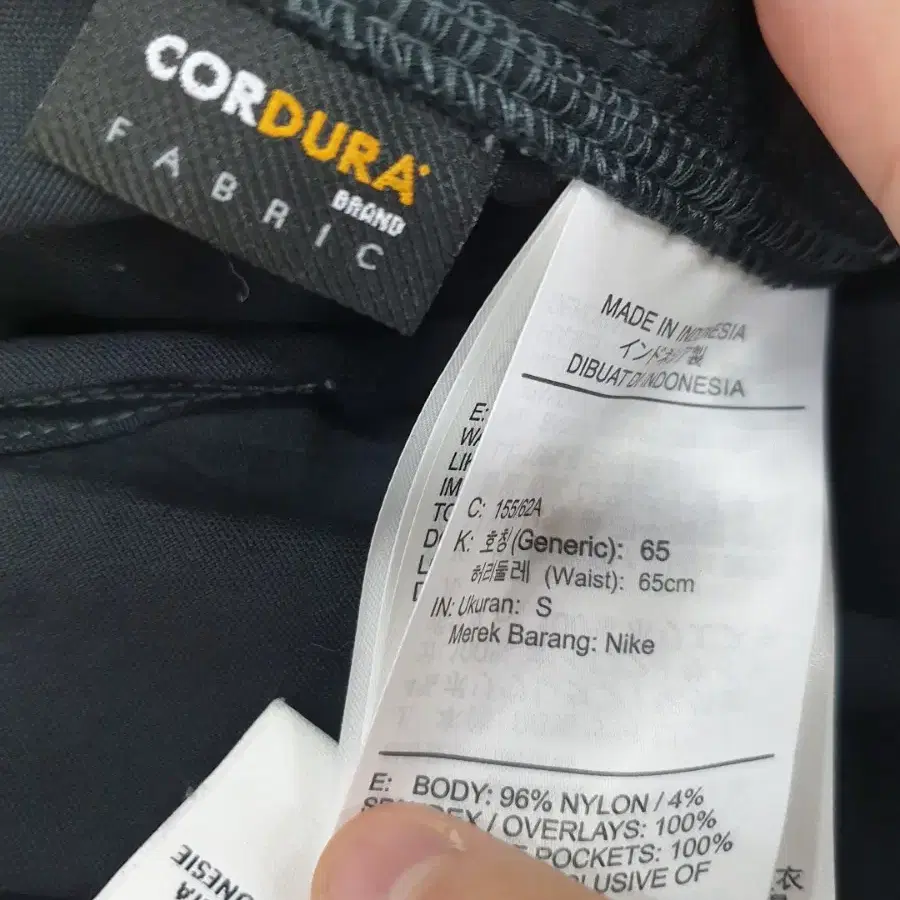 CORDURA
BRAND
FABRIC
MADE IN INDONESIA
インドネシア製
DIBUAT DI INDONESIA
E:
C: 155/62A
K: 호칭(Generic): 65
허리둘레 (Waist): 65cm
IN: Ukuran: S
Merek Barang: Nike
E: BODY: 96% NYLON / 4%
/ OVERLAYS: 100%
POCKETS: 100%
OF
衣